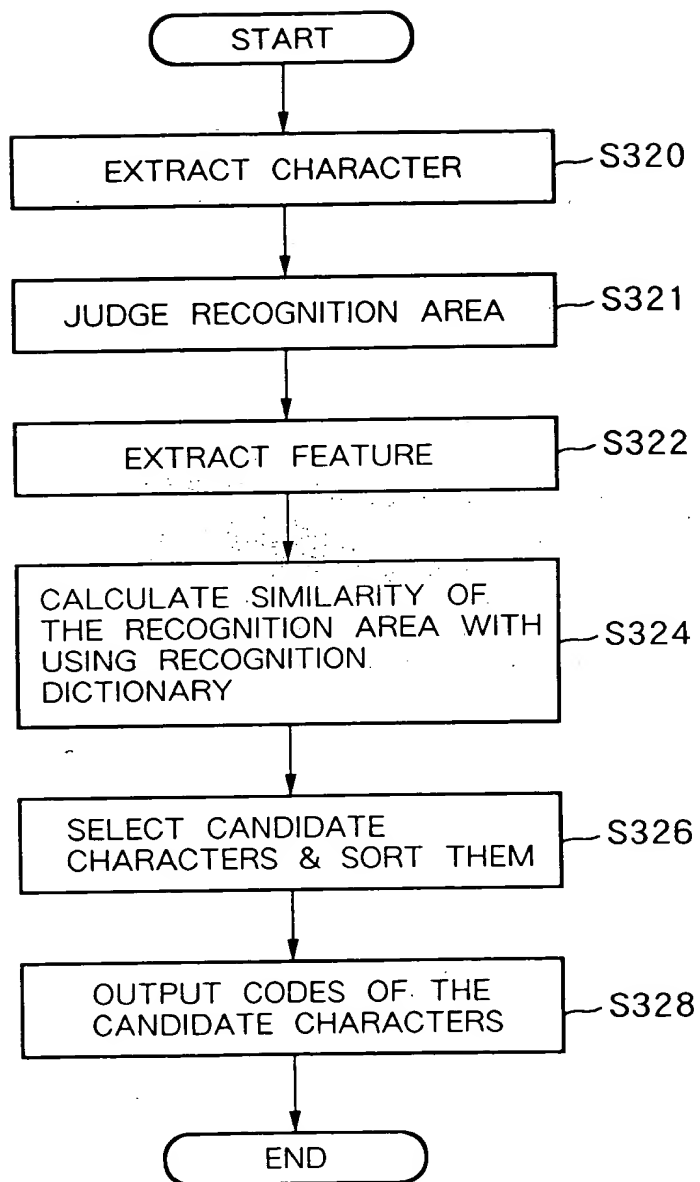 START
EXTRACT CHARACTER
S320
JUDGE RECOGNITION AREA
S321
EXTRACT FEATURE
S322
CALCULATE SIMILARITY OF
THE RECOGNITION AREA WITH
USING RECOGNITION
DICTIONARY
S324
SELECT CANDIDATE
CHARACTERS & SORT THEM
S326
OUTPUT CODES OF THE
CANDIDATE CHARACTERS
S328
END